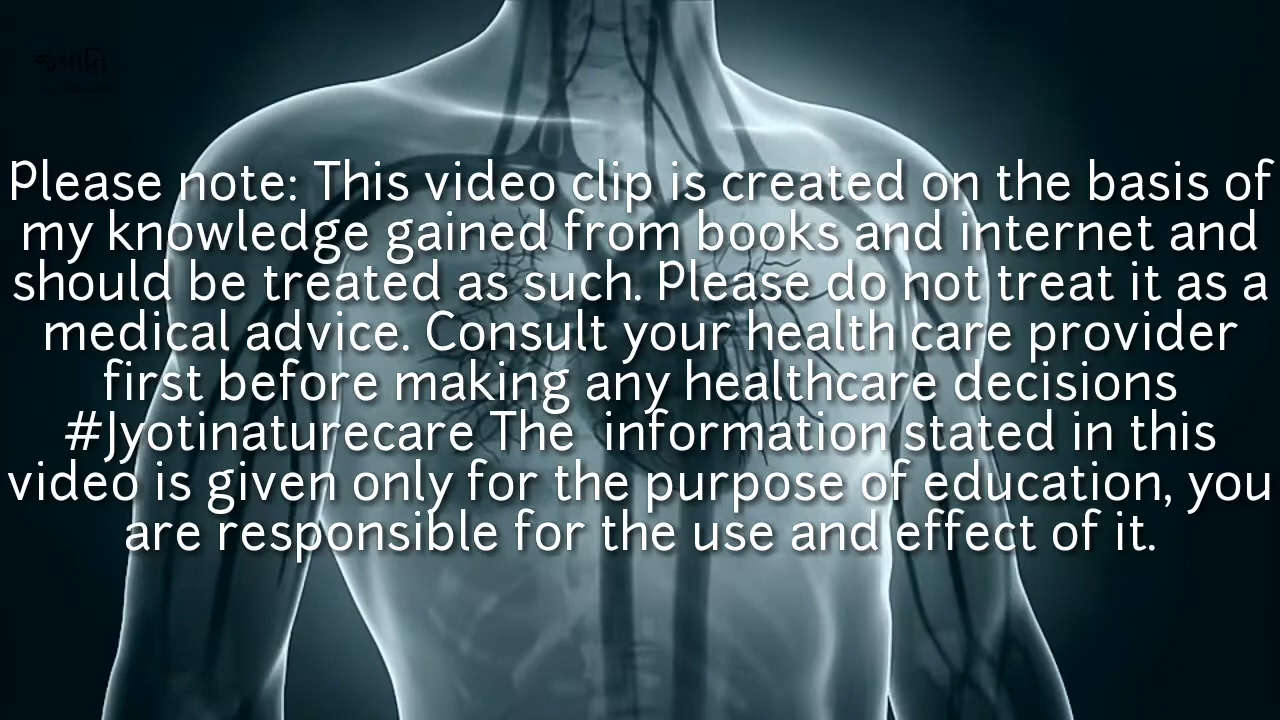 Please note: This video clip is created on the basis of
my knowledge gained from books and internet and
should be treated as such. Please do not treat it as a
medical advice. Consult your health care provider
first before making any healthcare decisions
#Jyotinaturecare The information stated in this
video is given only for the purpose of education, you
are responsible for the use and effect of it.